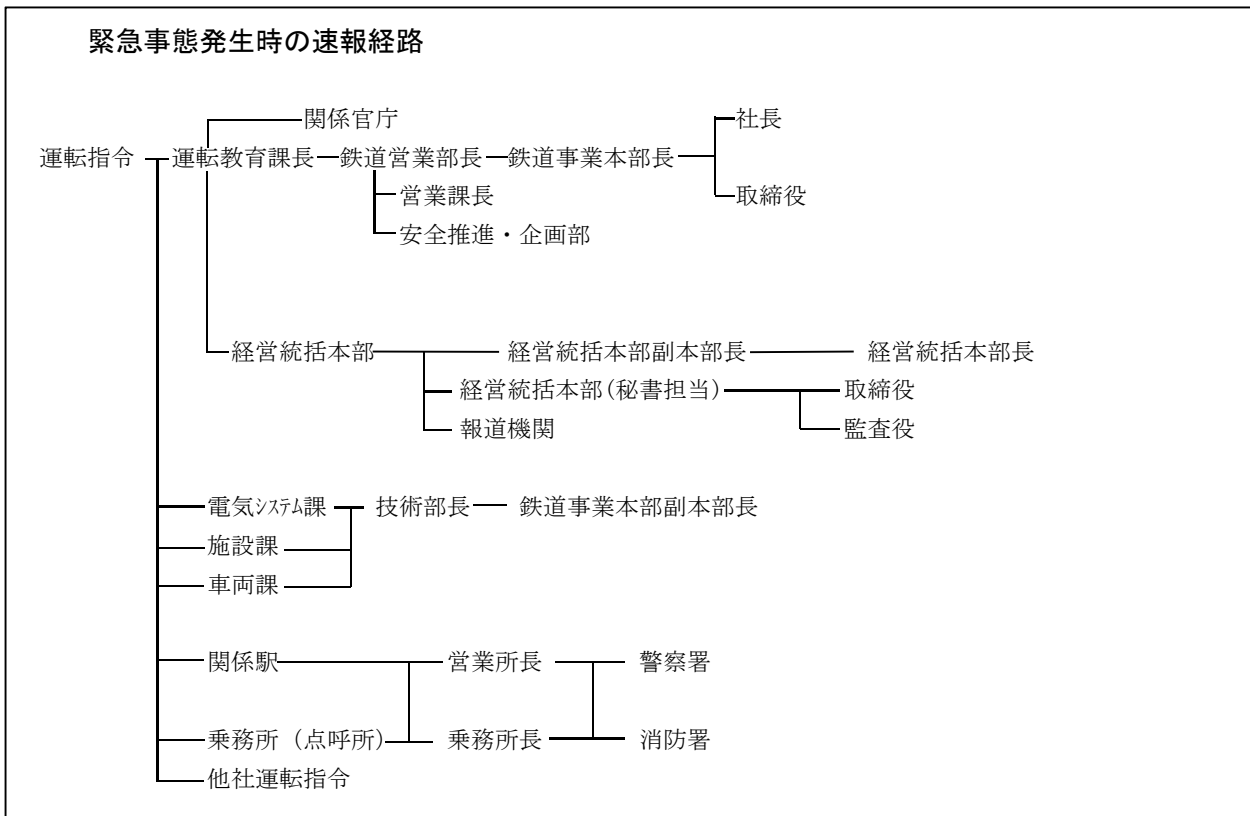 緊急事態発生時の速報経路
関係官庁 社長
運転指令 運転教育課長 鉄道営業部長 鉄道事業本部長
営業課長 取締役
安全推進・企画部
経営統括本部 経営統括本部副本部長 経営統括本部長
経営統括本部(秘書担当) 取締役
報道機関 監査役
電気システム課 技術部長 鉄道事業本部副本部長
施設課
車両課
関係駅 営業所長 警察署
乗務所（点呼所） 乗務所長 消防署
他社運転指令